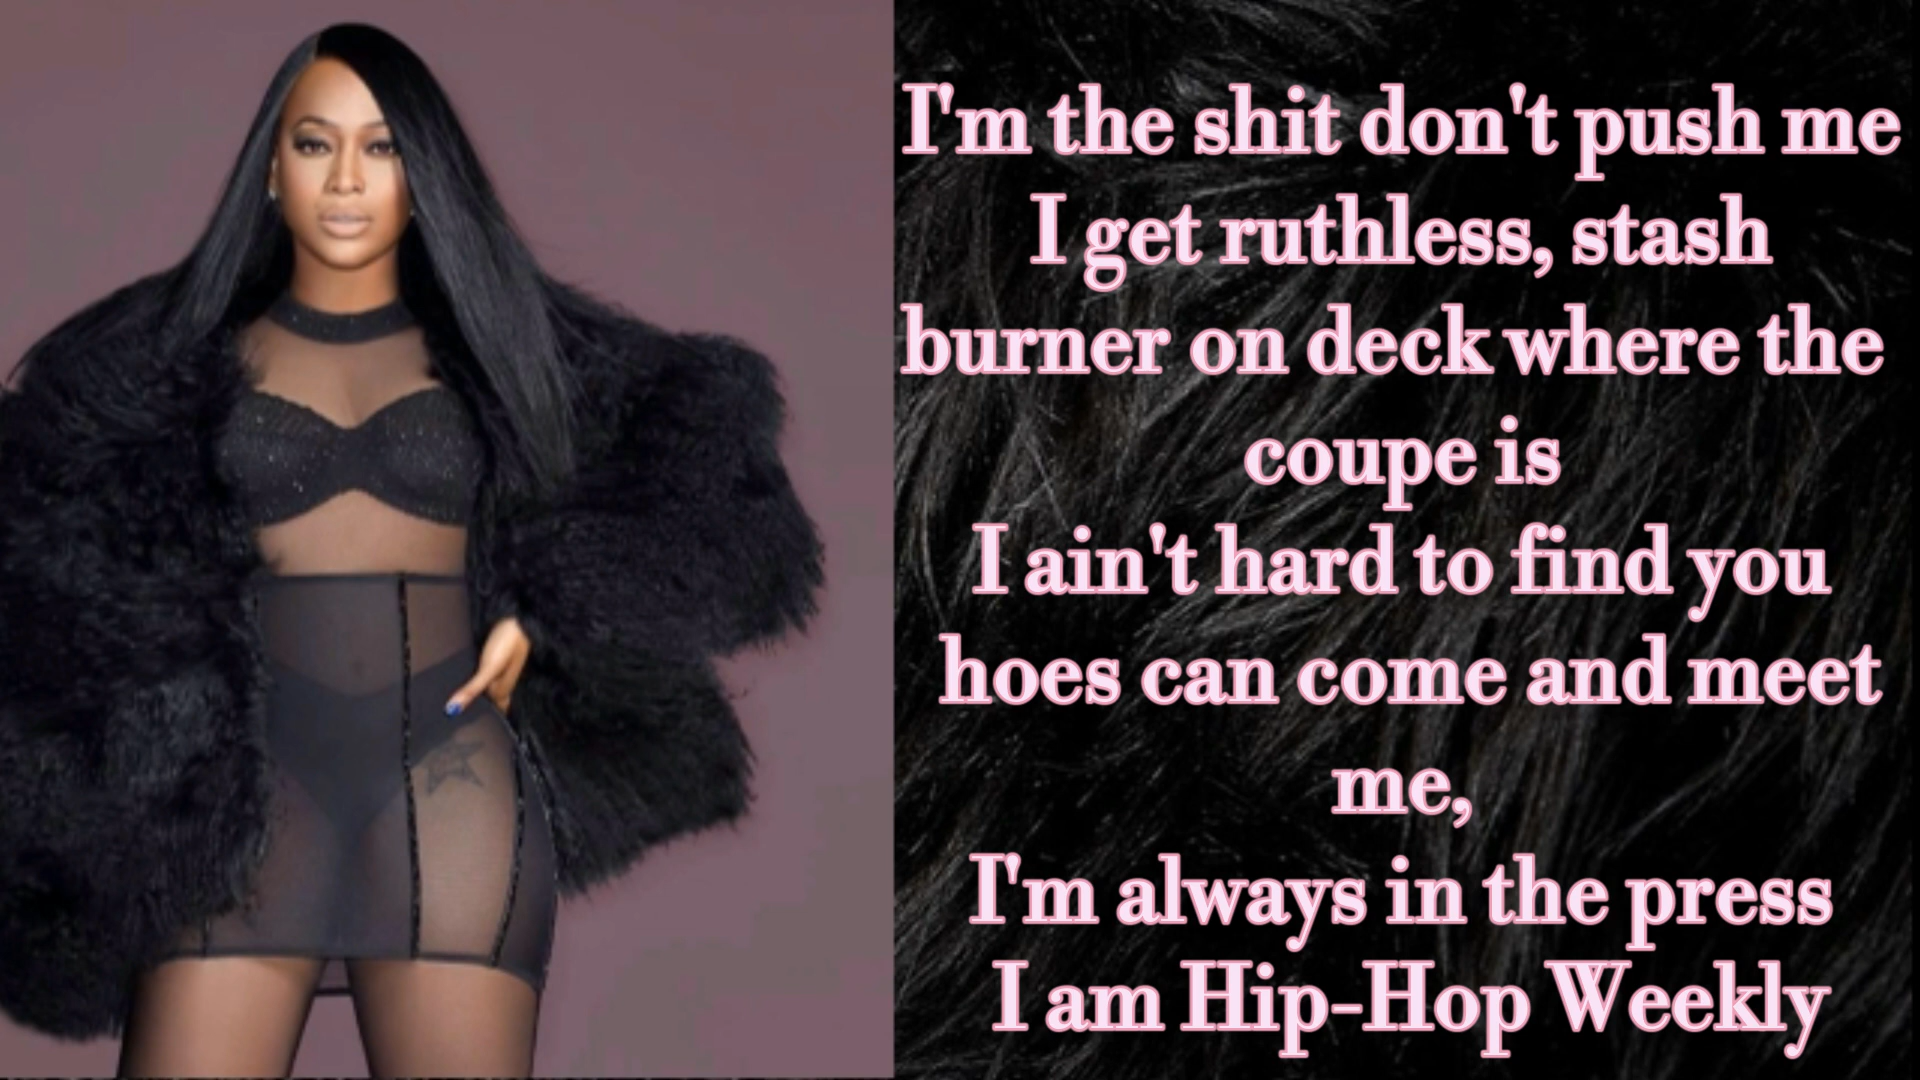 I'm the shit don't push me
I get ruthless, stash
burner on deck where the
coupe is
I ain't hard to find you
hoes can come and meet
me,
I'm always in the press
I am Hip-Hop Weekly